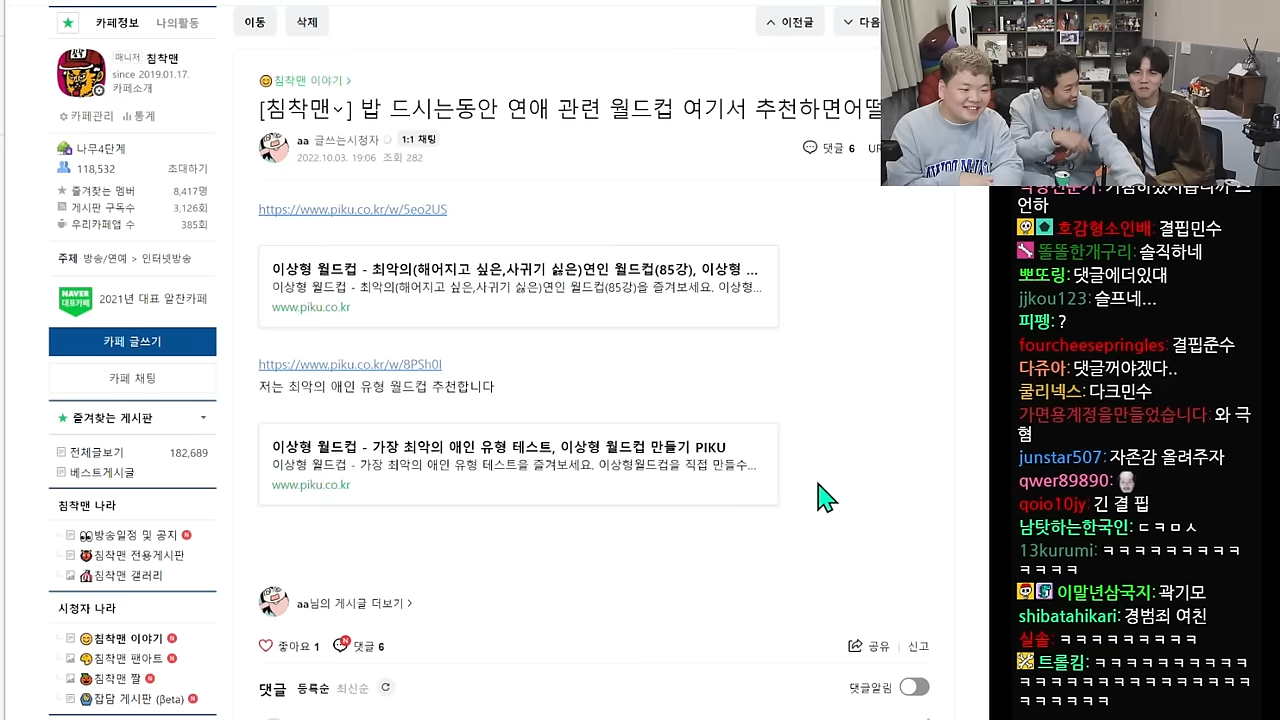 카페정보 나의활동
매니저 침착맨
since 2019.01.17.
카페소개
카페관리 통계
나무4단계
118,532 초대하기
즐겨찾는 멤버 8,417명
게시판 구독수 3,126회
우리카페앱 수 385회
주제 방송/연예 > 인터넷방송
NAVER
대표카페
2021년 대표 알찬카페
카페 글쓰기
카페 채팅
즐겨찾는 게시판
전체글보기 182,689
베스트게시글
침착맨 나라
방송일정 및 공지 N
침착맨 전용게시판
침착맨 갤러리
시청자 나라
침착맨 이야기 N
침착맨 팬아트 N
침착맨 짤 N
잡담 게시판 (ßeta) N
이동 삭제 이전글 다음
침착맨 이야기 >
[침착맨~] 밥 드시는동안 연애 관련 월드컵 여기서 추천하면어떨
aa 글쓰는시청자 1:1 채팅
2022.10.03. 19:06 조회 282
댓글 6 UR
https://www.piku.co.kr/w/5eo2US
이상형 월드컵 - 최악의(해어지고 싶은,사귀기 싫은)연인 월드컵(85강), 이상형 ...
이상형 월드컵 - 최악의(해어지고 싶은,사귀기 싫은)연인 월드컵(85강)을 즐겨보세요. 이상형...
www.piku.co.kr
https://www.piku.co.kr/w/8PSh0I
저는 최악의 애인 유형 월드컵 추천합니다
이상형 월드컵 - 가장 최악의 애인 유형 테스트, 이상형 월드컵 만들기 PIKU
이상형 월드컵 - 가장 최악의 애인 유형 테스트을 즐겨보세요. 이상형월드컵을 직접 만들수...
www.piku.co.kr
aa님의 게시글 더보기 >
좋아요 1 N 댓글 6 공유 신고
댓글 등록순 최신순 댓글알림
언하
호감형소인배: 결핍민수
똘똘한개구리: 솔직하네
뽀또링: 댓글에더있대
jjkou123: 슬프네...
피펭: ?
fourcheesepringles: 결핍준수
다쥬아: 댓글꺼야겠다..
쿨리넥스: 다크민수
가면용계정을만들었습니다: 와 극
혐
junstar507: 자존감 올려주자
qwer89890:
qoio10jy: 긴 결 핍
남탓하는한국인: ㄷㅋㅁㅅ
13kurumi: ㅋㅋㅋㅋㅋㅋㅋㅋㅋ
ㅋㅋㅋㅋ
이말년삼국지: 곽기모
shibatahikari: 경범죄 여친
실솔: ㅋㅋㅋㅋㅋㅋㅋㅋㅋ
트롤킴: ㅋㅋㅋㅋㅋㅋㅋㅋㅋㅋ
ㅋㅋㅋㅋㅋㅋㅋㅋㅋㅋㅋㅋㅋㅋㅋ
ㅋㅋㅋㅋㅋㅋ